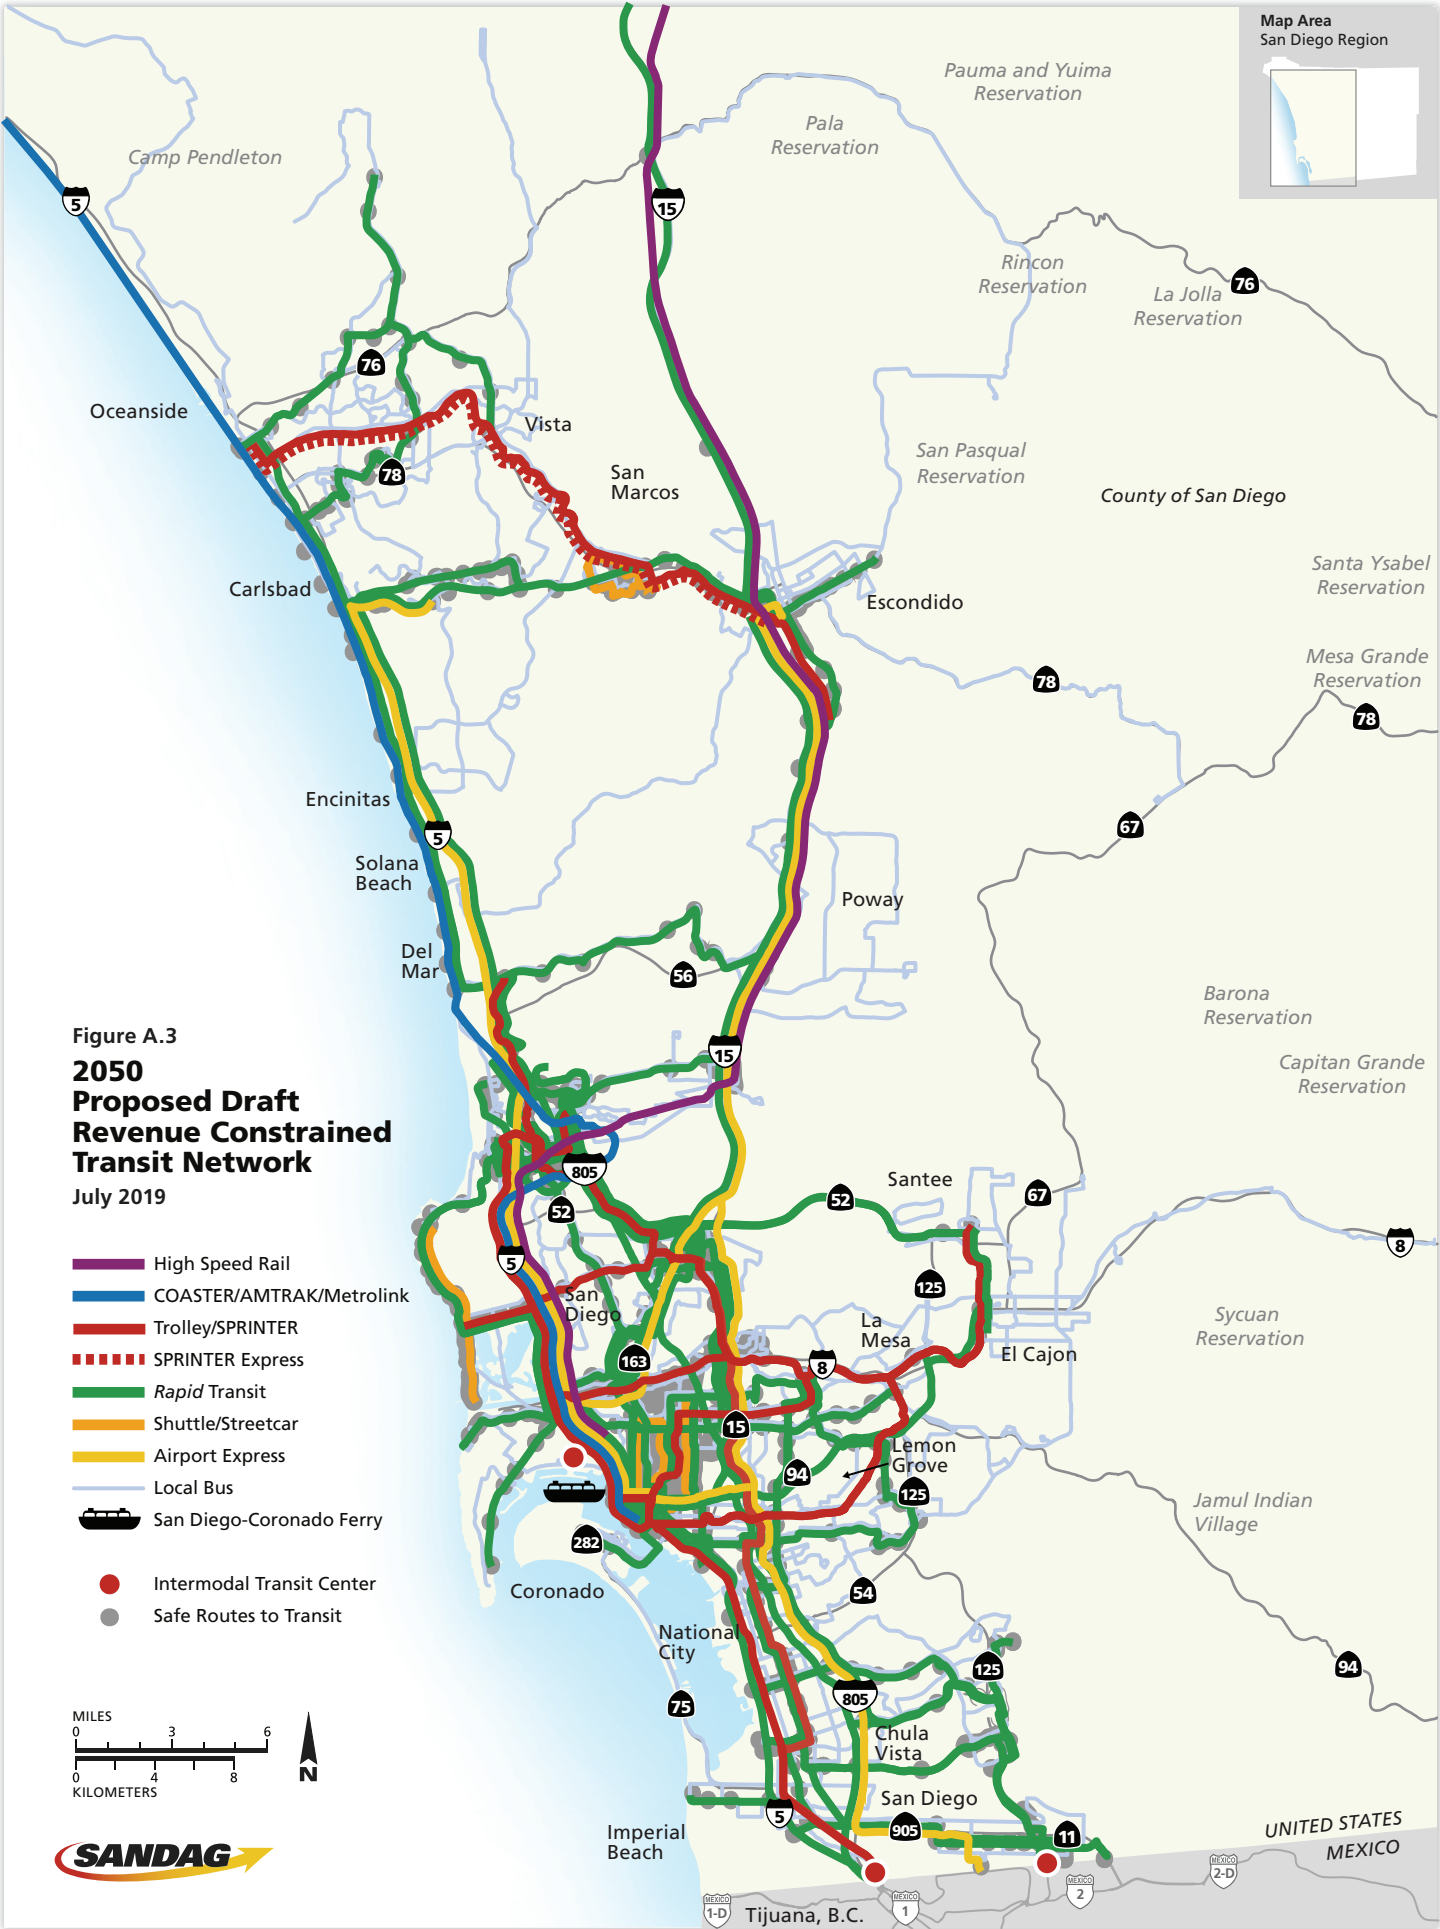 Map Area
San Diego Region
Pauma and Yuima
Reservation
Pala
Reservation
Camp Pendleton
5
15
Rincon
Reservation
76
La Jolla
Reservation
76
Oceanside
Vista
San Pasqual
Reservation
78
San
Marcos
County of San Diego
Santa Ysabel
Reservation
Carlsbad
Escondido
Mesa Grande
Reservation
78
78
Encinitas
5
67
Solana
Beach
Poway
Del
Mar
56
Barona
Reservation
15
Capitan Grande
Reservation
Figure A.3
2050
Proposed Draft
Revenue Constrained
Transit Network
July 2019
805
Santee
52
52
67
8
5
125
High Speed Rail
COASTER/AMTRAK/Metrolink
Trolley/SPRINTER
SPRINTER Express
Rapid Transit
Shuttle/Streetcar
Airport Express
Local Bus
San Diego-Coronado Ferry
Intermodal Transit Center
Safe Routes to Transit
San
Diego
La
Mesa
Sycuan
Reservation
163
8
El Cajon
15
Lemon
Grove
94
125
Jamul Indian
Village
282
Coronado
54
National
City
125
94
805
75
Chula
Vista
MILES
0 3 6
0 4 8
KILOMETERS
N
San Diego
5
905
11
Imperial
Beach
UNITED STATES
MEXICO
SANDAG
MEXICO
2-D
MEXICO
2
MEXICO
1
MEXICO
1-D
Tijuana, B.C.